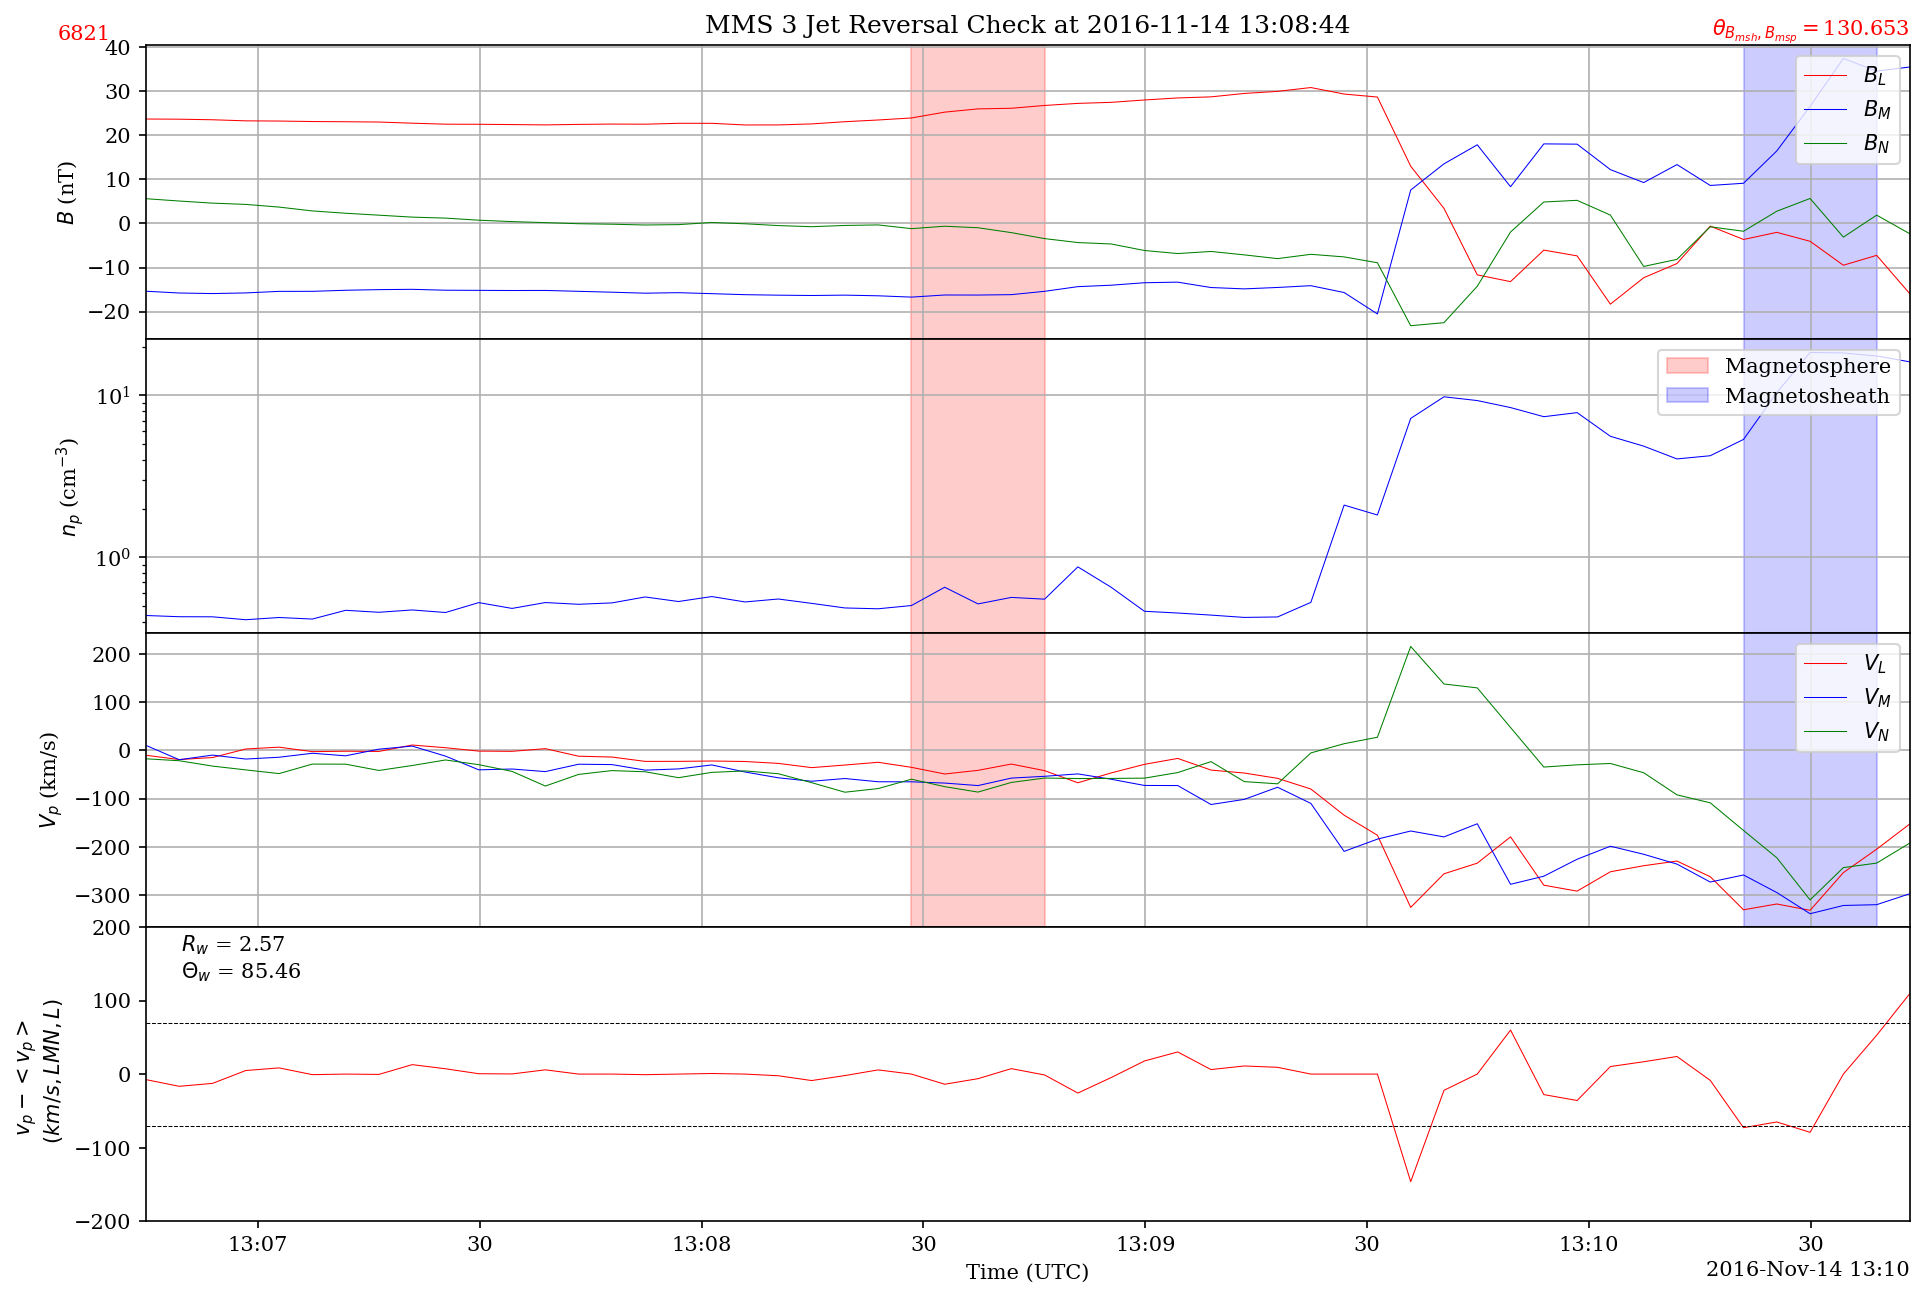 MMS 3 Jet Reversal Check at 2016-11-14 13:08:44
6821
θ_{B_{msh}, B_{msp}} = 130.653
40
30
20
10
0
−10
−20
B (nT)
B_L
B_M
B_N
10^1
10^0
n_p (cm^{−3})
Magnetosphere
Magnetosheath
200
100
0
−100
−200
−300
V_p (km/s)
V_L
V_M
V_N
200
100
0
−100
−200
v_p − < v_p >
(km/s, LMN, L)
R_w = 2.57
Θ_w = 85.46
13:07 30 13:08 30 13:09 30 13:10 30
Time (UTC)
2016-Nov-14 13:10